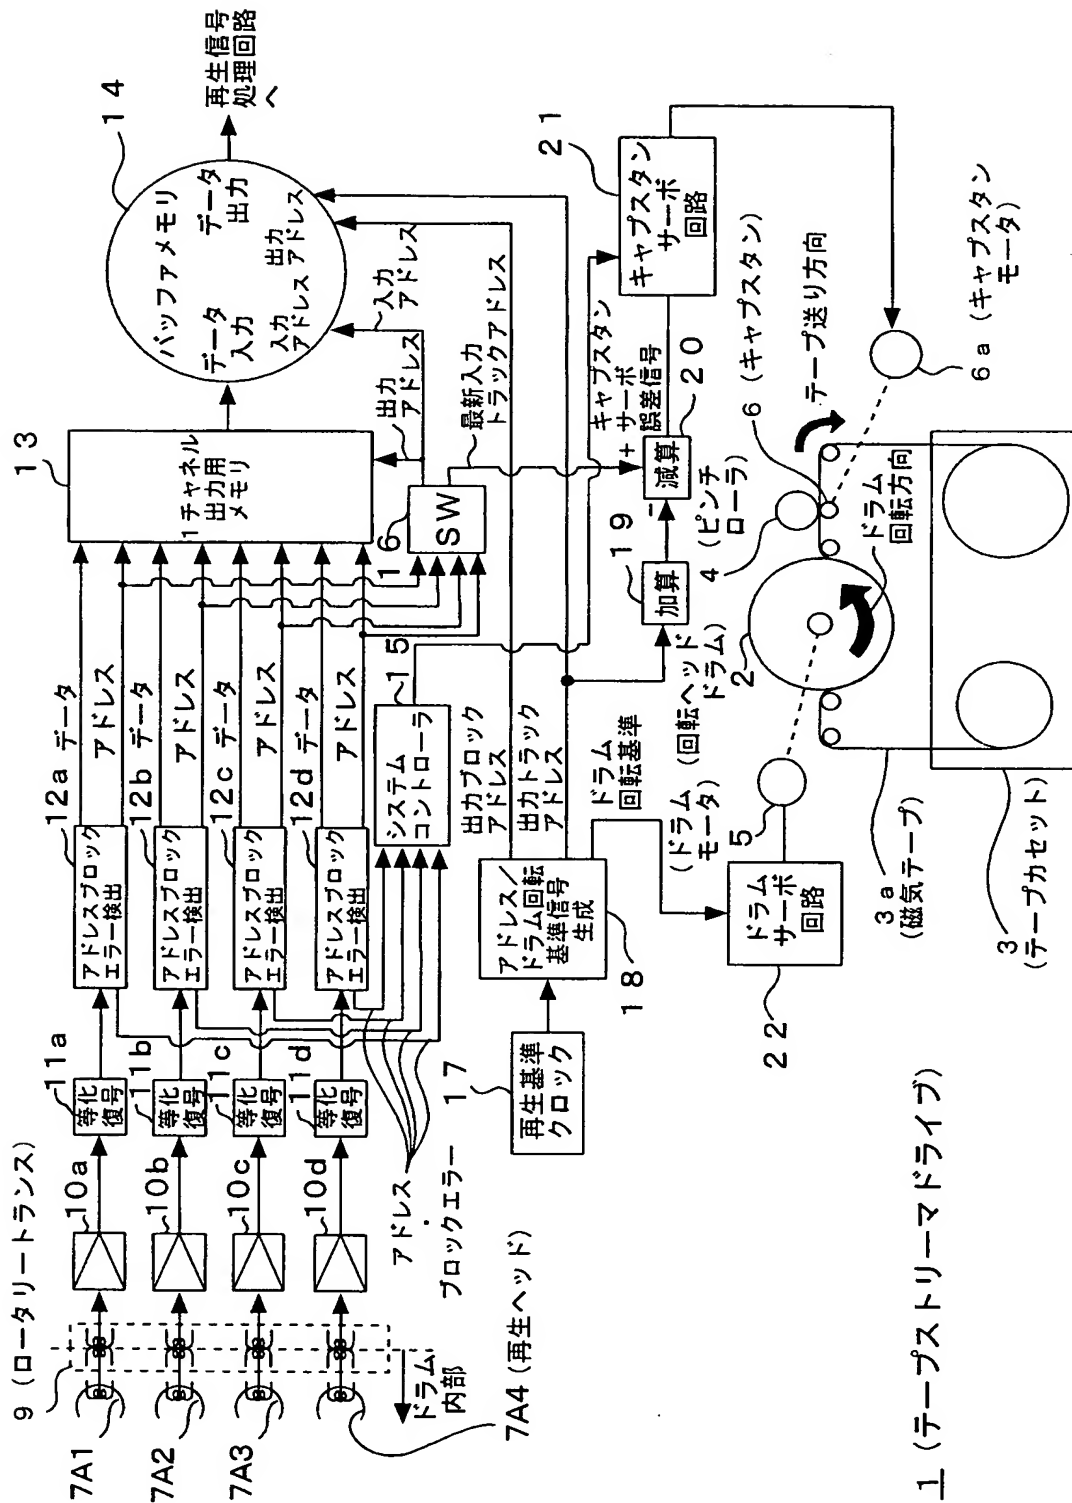 9 (ロータリートランス)
7A1
7A2
7A3
7A4 (再生ヘッド)
ドラム
内部
10a
10b
10c
10d
11a
11b
11c
11d
等化
復号
等化
復号
等化
復号
等化
復号
アドレス・
ブロックエラー
12a
12b
12c
12d
アドレスブロック
エラー検出
アドレスブロック
エラー検出
アドレスブロック
エラー検出
アドレスブロック
エラー検出
データ
アドレス
データ
アドレス
データ
アドレス
データ
アドレス
13
1チャネル
出力用
メモリ
14
バッファメモリ
データ
入力
データ
出力
入力
アドレス
出力
アドレス
再生信号
処理回路
へ
15
システム
コントローラ
16
SW
出力
アドレス
入力
アドレス
最新入力
トラックアドレス
17
再生基準
クロック
18
アドレス/
ドラム回転
基準信号
生成
出力ブロック
アドレス
出力トラック
アドレス
ドラム
回転基準
19
加算
20
減算
+
−
キャプスタン
サーボ
誤差信号
21
キャプスタン
サーボ
回路
22
ドラム
サーボ
回路
5
(ドラム
モータ)
2
(回転ヘッド
ドラム)
4
(ピンチ
ローラ)
6 (キャプスタン)
テープ送り方向
ドラム
回転方向
6a (キャプスタン
モータ)
3a
(磁気テープ)
3
(テープカセット)
1 (テープストリーマドライブ)